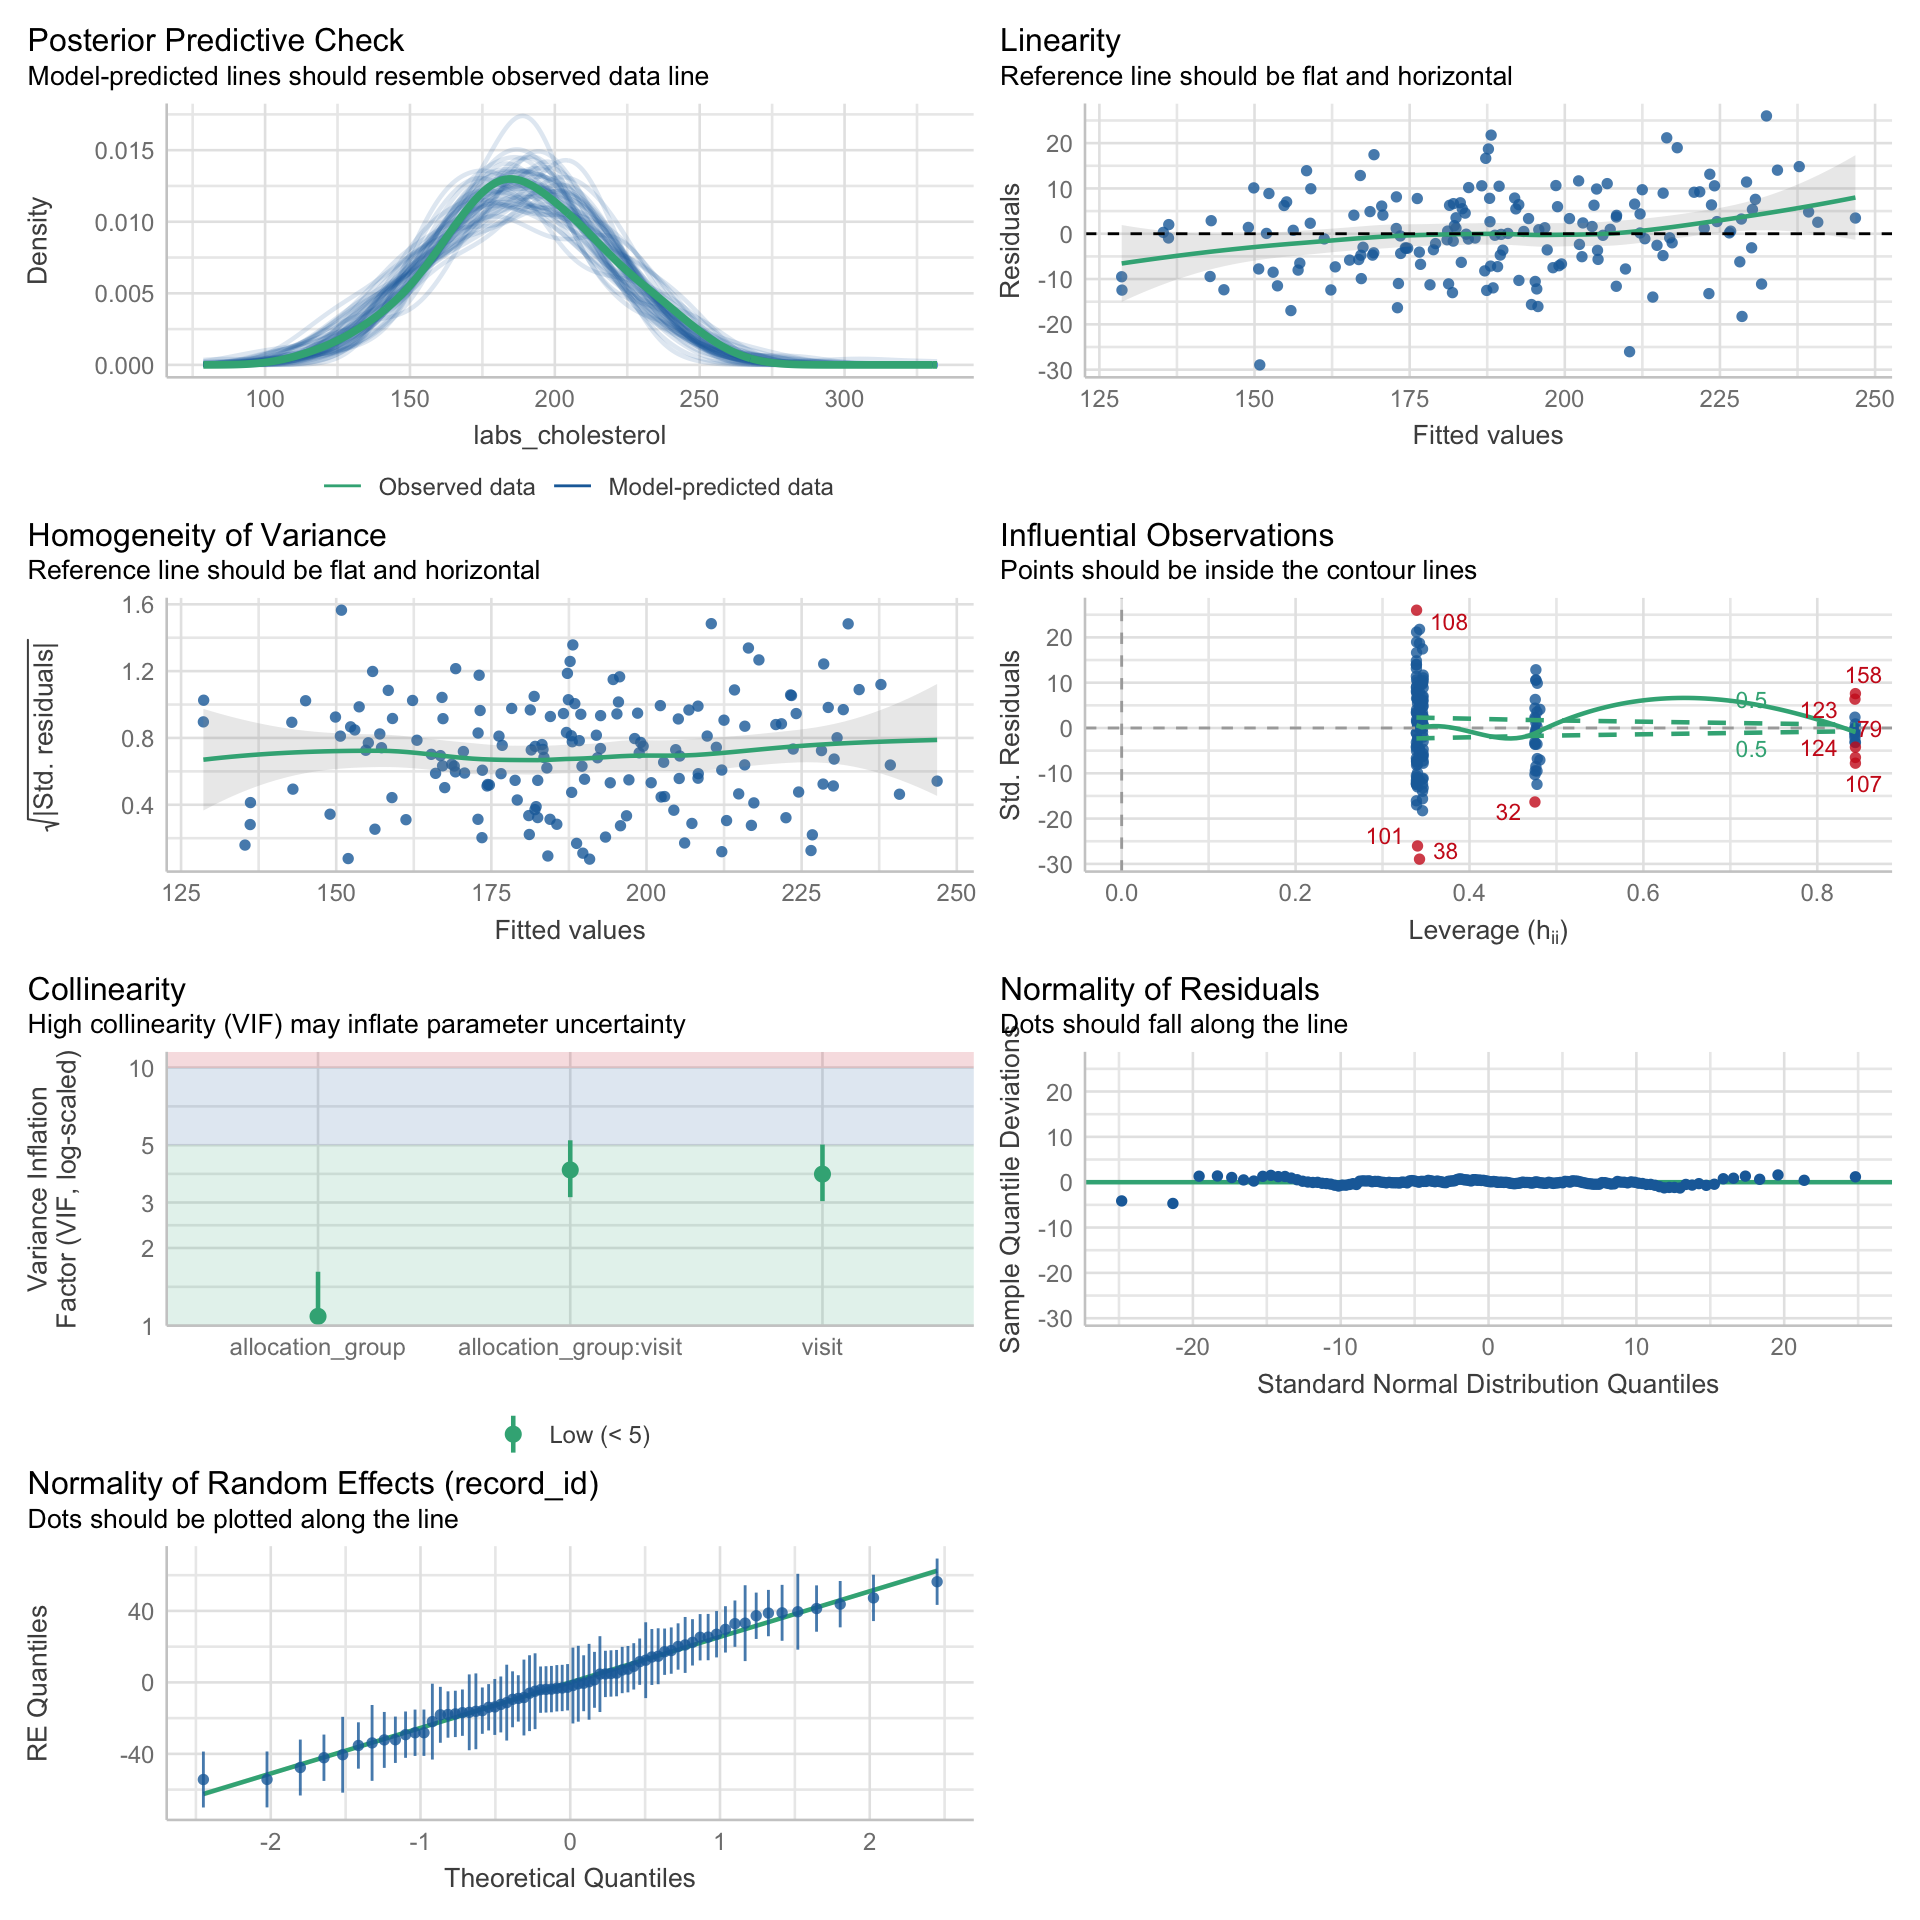 Posterior Predictive Check
Model-predicted lines should resemble observed data line
Density
0.015
0.010
0.005
0.000
100 150 200 250 300
labs_cholesterol
Observed data Model-predicted data
Linearity
Reference line should be flat and horizontal
Residuals
20
10
0
-10
-20
-30
125 150 175 200 225 250
Fitted values
Homogeneity of Variance
Reference line should be flat and horizontal
√|Std. residuals|
1.6
1.2
0.8
0.4
125 150 175 200 225 250
Fitted values
Influential Observations
Points should be inside the contour lines
Std. Residuals
20
10
0
-10
-20
-30
108
158
0.5
123
79
0.5
124
107
32
101
38
0.0 0.2 0.4 0.6 0.8
Leverage (hii)
Collinearity
High collinearity (VIF) may inflate parameter uncertainty
Variance Inflation
Factor (VIF, log-scaled)
10
5
3
2
1
allocation_group allocation_group:visit visit
Low (< 5)
Normality of Residuals
Dots should fall along the line
Sample Quantile Deviations
20
10
0
-10
-20
-30
-20 -10 0 10 20
Standard Normal Distribution Quantiles
Normality of Random Effects (record_id)
Dots should be plotted along the line
RE Quantiles
40
0
-40
-2 -1 0 1 2
Theoretical Quantiles